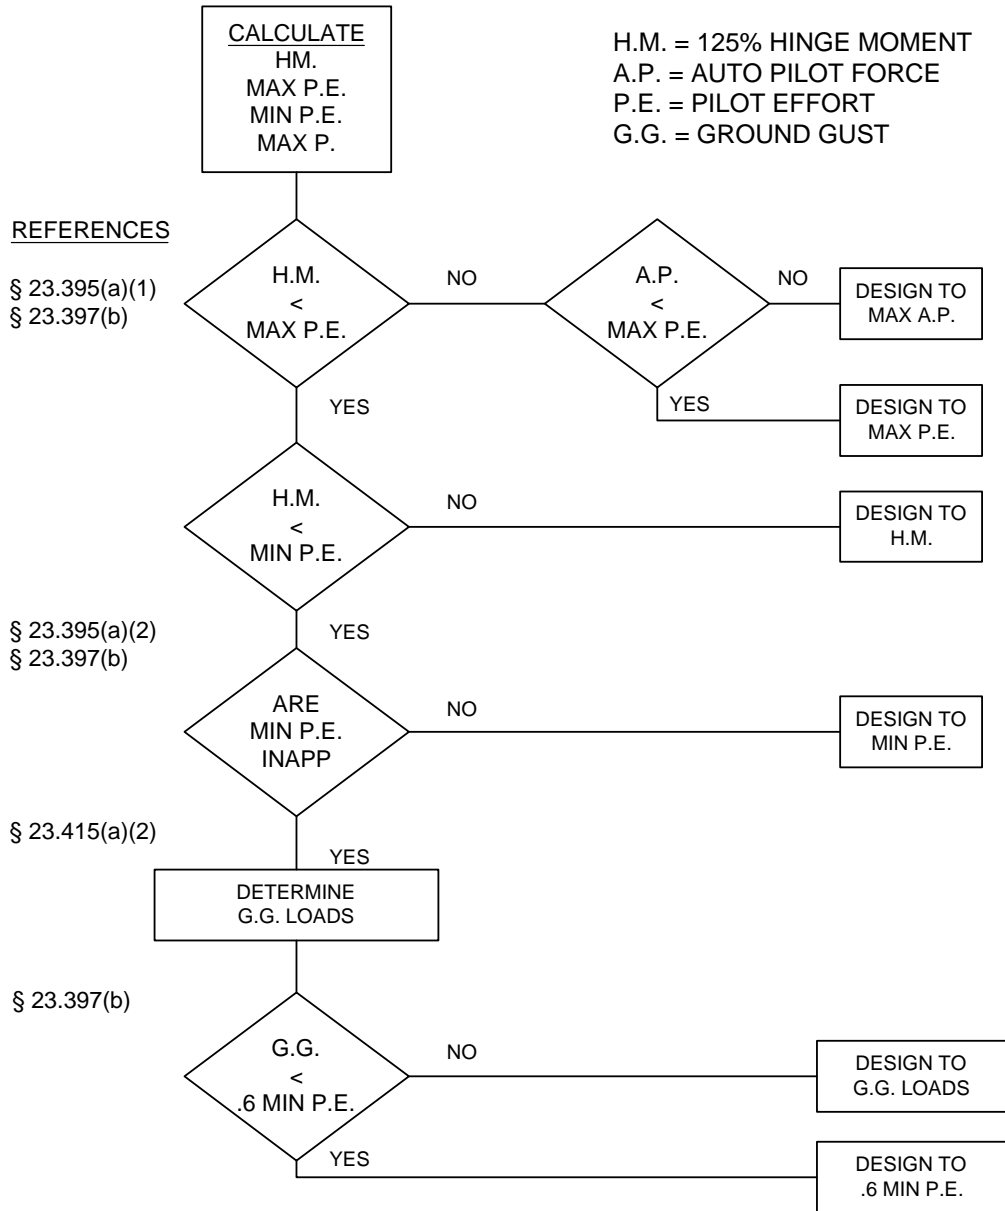 CALCULATE
HM.
MAX P.E.
MIN P.E.
MAX P.
H.M. = 125% HINGE MOMENT
A.P. = AUTO PILOT FORCE
P.E. = PILOT EFFORT
G.G. = GROUND GUST
REFERENCES
§ 23.395(a)(1)
§ 23.397(b)
H.M.
<
MAX P.E.
NO
A.P.
<
MAX P.E.
NO
DESIGN TO
MAX A.P.
YES
YES
DESIGN TO
MAX P.E.
H.M.
<
MIN P.E.
NO
DESIGN TO
H.M.
§ 23.395(a)(2)
§ 23.397(b)
YES
ARE
MIN P.E.
INAPP
NO
DESIGN TO
MIN P.E.
§ 23.415(a)(2)
YES
DETERMINE
G.G. LOADS
§ 23.397(b)
G.G.
<
.6 MIN P.E.
NO
DESIGN TO
G.G. LOADS
YES
DESIGN TO
.6 MIN P.E.